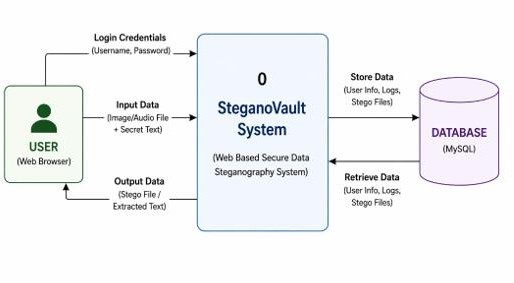 Login Credentials
(Username, Password)
Input Data
(Image/Audio File
+ Secret Text)
Output Data
(Stego File /
Extracted Text)
USER
(Web Browser)
0
SteganoVault
System
(Web Based Secure Data
Steganography System)
Store Data
(User Info, Logs,
Stego Files)
Retrieve Data
(User Info, Logs,
Stego Files)
DATABASE
(MySQL)